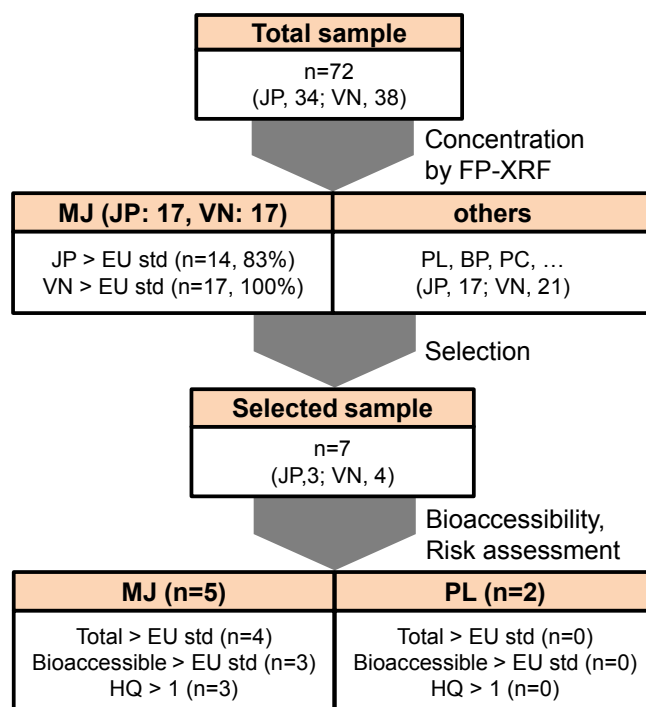 Total sample
n=72
(JP, 34; VN, 38)
Concentration
by FP-XRF
MJ (JP: 17, VN: 17)
JP > EU std (n=14, 83%)
VN > EU std (n=17, 100%)
others
PL, BP, PC, ...
(JP, 17; VN, 21)
Selection
Selected sample
n=7
(JP,3; VN, 4)
Bioaccessibility,
Risk assessment
MJ (n=5)
Total > EU std (n=4)
Bioaccessible > EU std (n=3)
HQ > 1 (n=3)
PL (n=2)
Total > EU std (n=0)
Bioaccessible > EU std (n=0)
HQ > 1 (n=0)